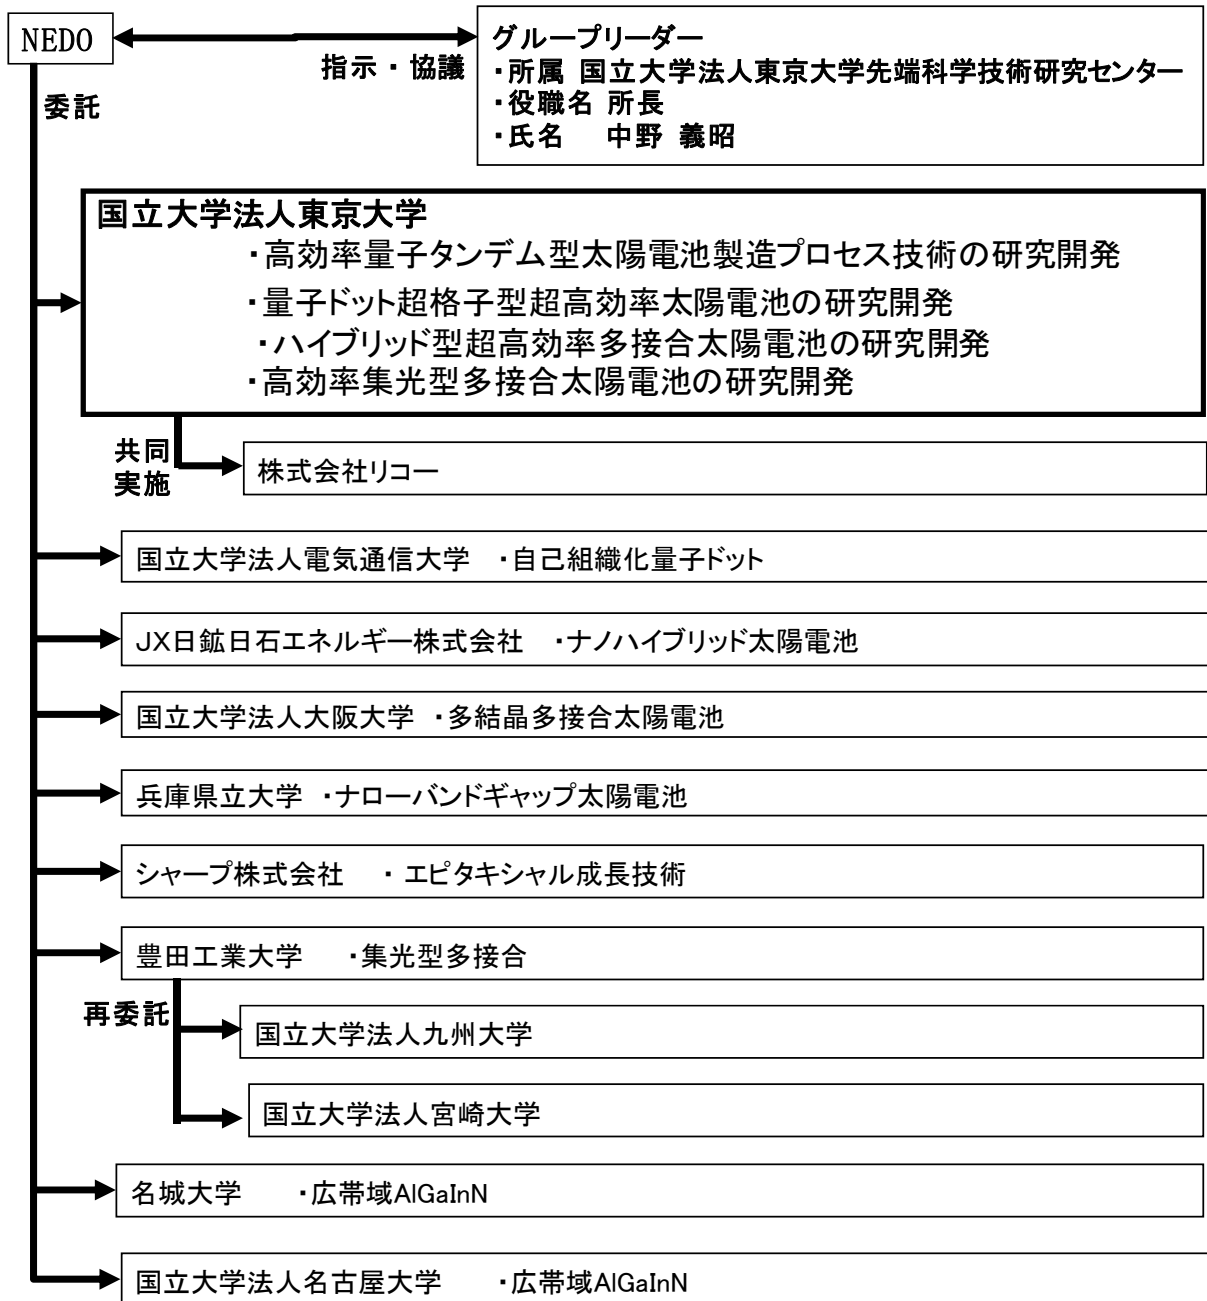 NEDO
指示・協議
委託
グループリーダー
・所属 国立大学法人東京大学先端科学技術研究センター
・役職名 所長
・氏名 中野 義昭
国立大学法人東京大学
・高効率量子タンデム型太陽電池製造プロセス技術の研究開発
・量子ドット超格子型超高効率太陽電池の研究開発
・ハイブリッド型超高効率多接合太陽電池の研究開発
・高効率集光型多接合太陽電池の研究開発
共同
実施
株式会社リコー
国立大学法人電気通信大学 ・自己組織化量子ドット
JX日鉱日石エネルギー株式会社 ・ナノハイブリッド太陽電池
国立大学法人大阪大学 ・多結晶多接合太陽電池
兵庫県立大学 ・ナローバンドギャップ太陽電池
シャープ株式会社 ・ エピタキシャル成長技術
豊田工業大学 ・集光型多接合
再委託
国立大学法人九州大学
国立大学法人宮崎大学
名城大学 ・広帯域AlGaInN
国立大学法人名古屋大学 ・広帯域AlGaInN